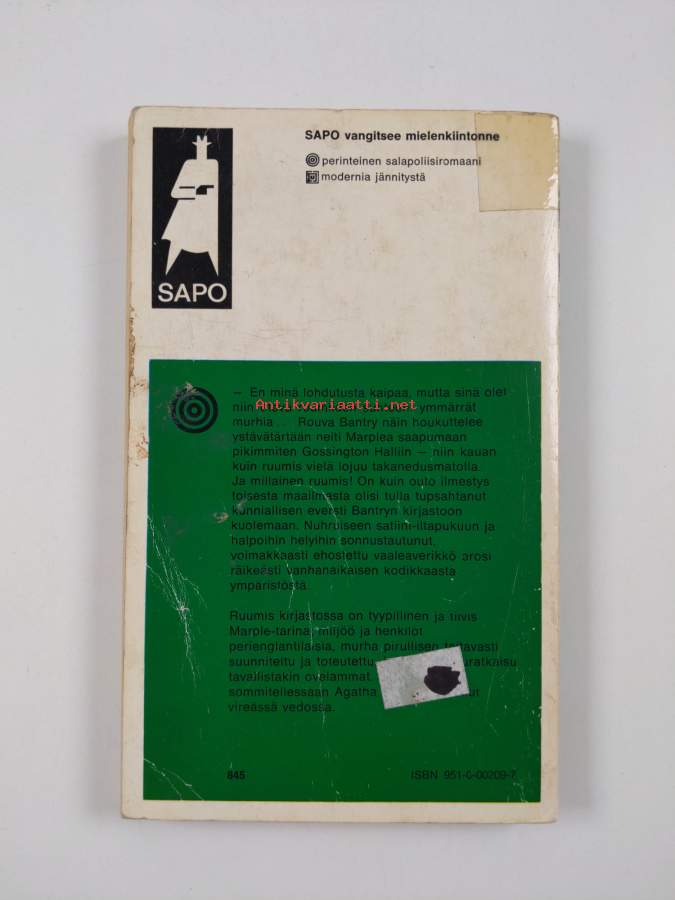 SAPO vangitsee mielenkiintonne
perinteinen salapoliisiromaani
modernia jännitystä
SAPO
— En minä lohdutusta kaipaa, mutta sinä olet
niin ymmärrät
Antikvariaatti.net
murhia . . Rouva Bantry näin houkuttelee
ystävätärtään neiti Marplea saapumaan
pikimmiten Gossington Halliin — niin kauan
kuin ruumis vielä lojuu takanedusmatolla.
Ja millainen ruumis! On kuin outo ilmestys
toisesta maailmasta olisi tulla tupsahtanut
kunniallisen eversti Bantryn kirjastoon
kuolemaan. Nuhruiseen satiini-iltapukuun ja
halpoihin helyihin sonnustautunut,
voimakkaasti ehostettu vaaleaverikkö erosi
räikeästi vanhanaikaisen kodikkaasta
ympäristöstä.
Ruumis kirjastossa on tyypillinen ja tiivis
Marple-tarina, miljöö ja henkilöt
perienglantilaisia, murha pirullisen taitavasti
suunniteltu ja toteutettu
tavallistakin ovelammat
sommitellessaan Agatha
vireässä vedossa.
845 ISBN 951-0-00209-7